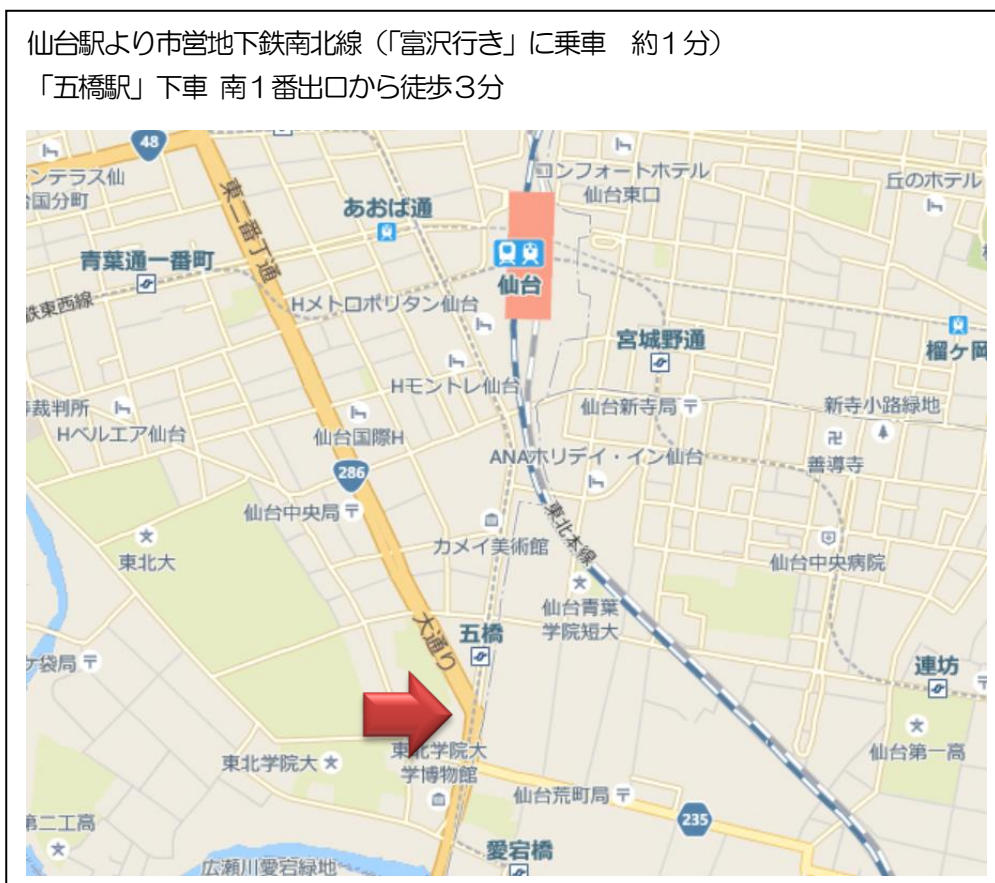 仙台駅より市営地下鉄南北線（「富沢行き」に乗車　約１分）
「五橋駅」下車 南１番出口から徒歩３分
48
ンテラス仙
国分町
東二番丁通
あおば通
コンフォートホテル
仙台東口
丘のホテル
青葉通一番町
鉄東西線
仙台
Hメトロポリタン仙台
宮城野通
榴ヶ岡
Hモントレ仙台
裁判所
Hベルエア仙台
仙台国際H
仙台新寺局
新寺小路緑地
善導寺
ANAホリデイ・イン仙台
286
仙台中央局
東北本線
カメイ美術館
東北大
仙台中央病院
仙台青葉
学院短大
大通り
五橋
ケ袋局
連坊
東北学院大
学博物館
東北学院大
仙台第一高
仙台荒町局
235
第二工高
愛宕橋
広瀬川愛宕緑地